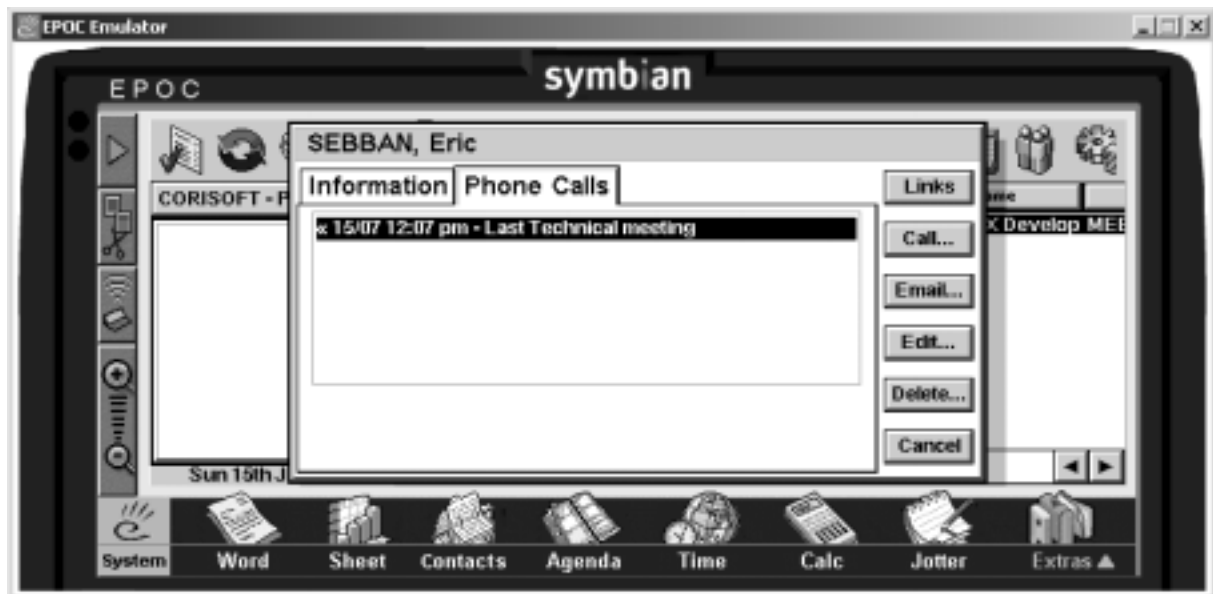 EPOC Emulator
symbian
EPOC
SEBBAN, Eric
Information Phone Calls
Links
CORISOFT - P
« 15/07 12:07 pm - Last Technical meeting
X Develop MEE
Call...
Email...
Edit...
Delete...
Cancel
Sun 15th J
System Word Sheet Contacts Agenda Time Calc Jotter Extras